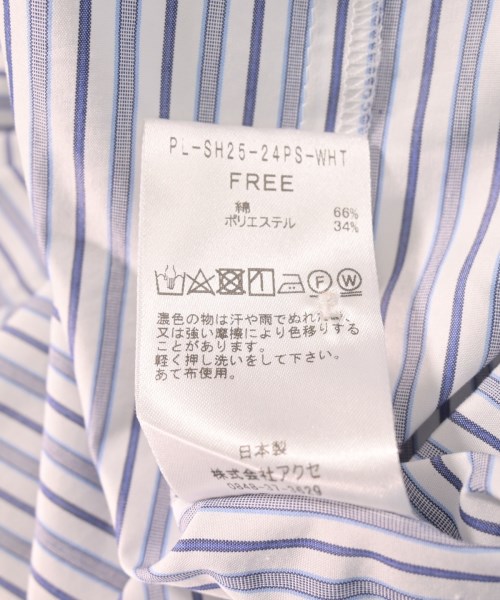 PL-SH25-24PS-WHT
FREE
綿 66%
ポリエステル 34%
F W
濃色の物は汗や雨でぬれたり、
又は強い摩擦により色移りする
ことがあります。
軽く押し洗いをして下さい。
あて布使用。
日本製
株式会社アクセ